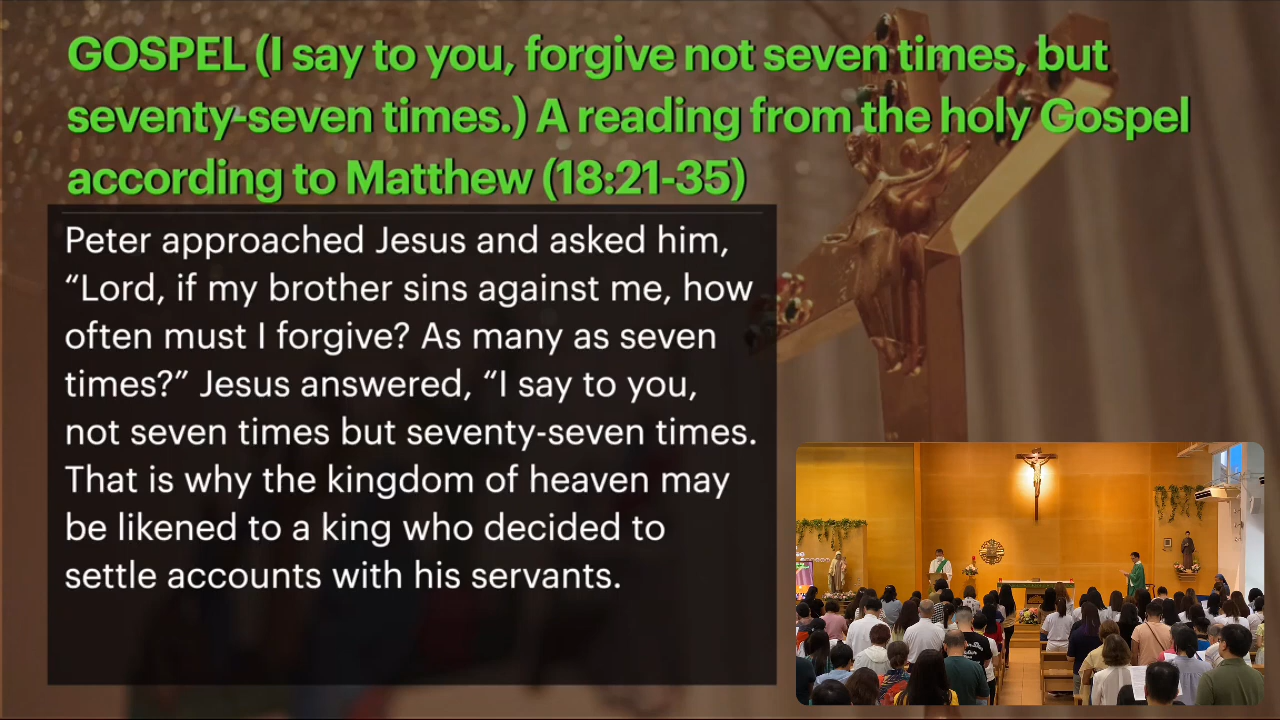 GOSPEL (I say to you, forgive not seven times, but
seventy-seven times.) A reading from the holy Gospel
according to Matthew (18:21-35)
Peter approached Jesus and asked him,
“Lord, if my brother sins against me, how
often must I forgive? As many as seven
times?” Jesus answered, “I say to you,
not seven times but seventy-seven times.
That is why the kingdom of heaven may
be likened to a king who decided to
settle accounts with his servants.